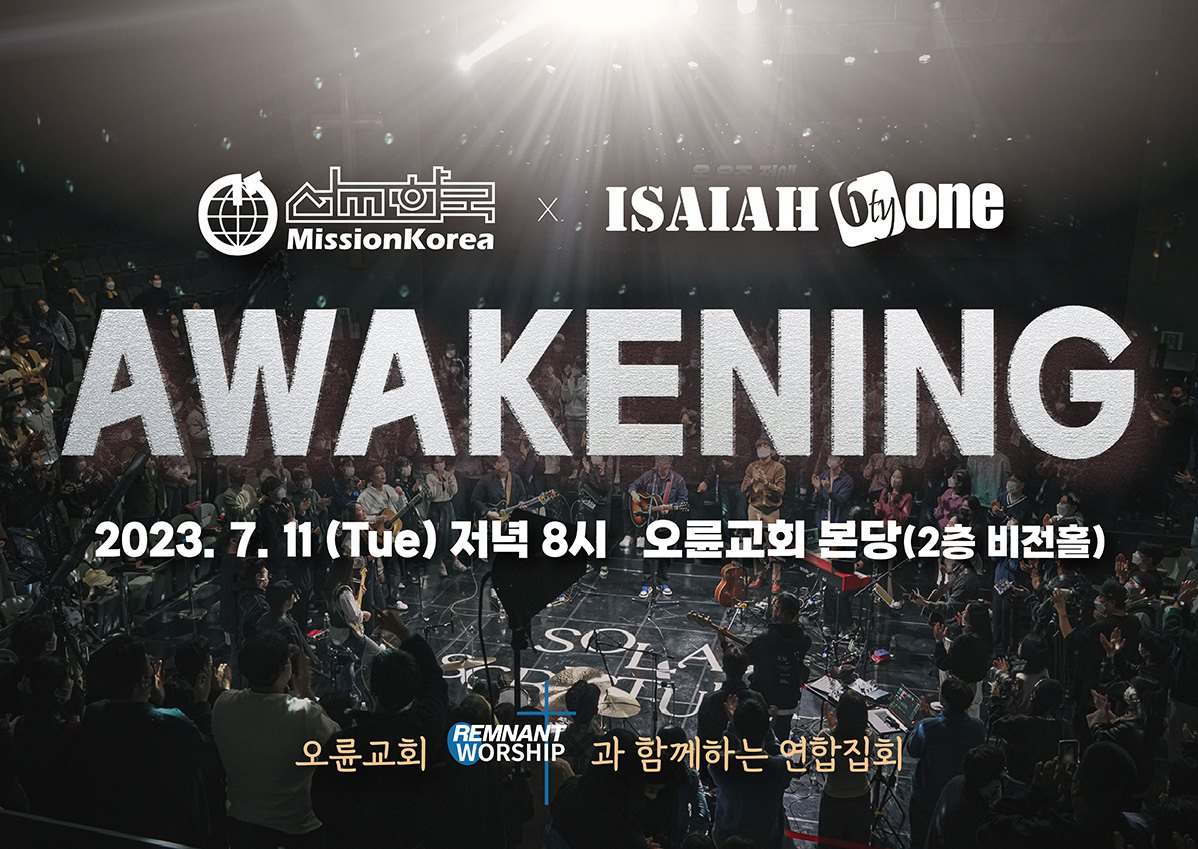 선교한국 MissionKorea × ISAIAH 6tyone
AWAKENING
2023. 7. 11 (Tue) 저녁 8시 오륜교회 본당(2층 비전홀)
SOLA
오륜교회 REMNANT WORSHIP 과 함께하는 연합집회